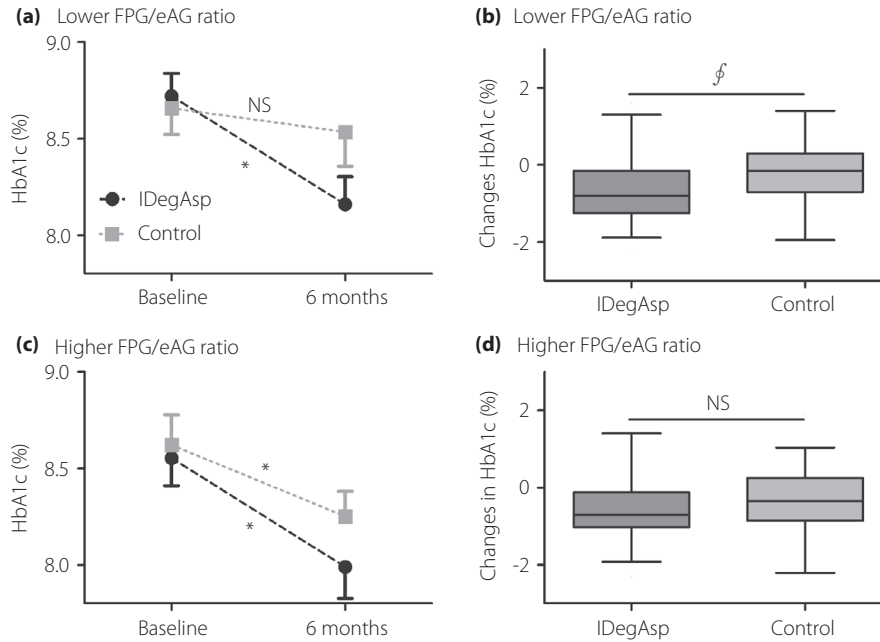 (a) Lower FPG/eAG ratio
9.0
8.5
8.0
HbA1c (%)
NS
*
IDegAsp
Control
Baseline 6 months
(b) Lower FPG/eAG ratio
2
0
-2
Changes HbA1c (%)
∮
IDegAsp Control
(c) Higher FPG/eAG ratio
9.0
8.5
8.0
HbA1c (%)
*
*
Baseline 6 months
(d) Higher FPG/eAG ratio
2
0
-2
Changes in HbA1c (%)
NS
IDegAsp Control